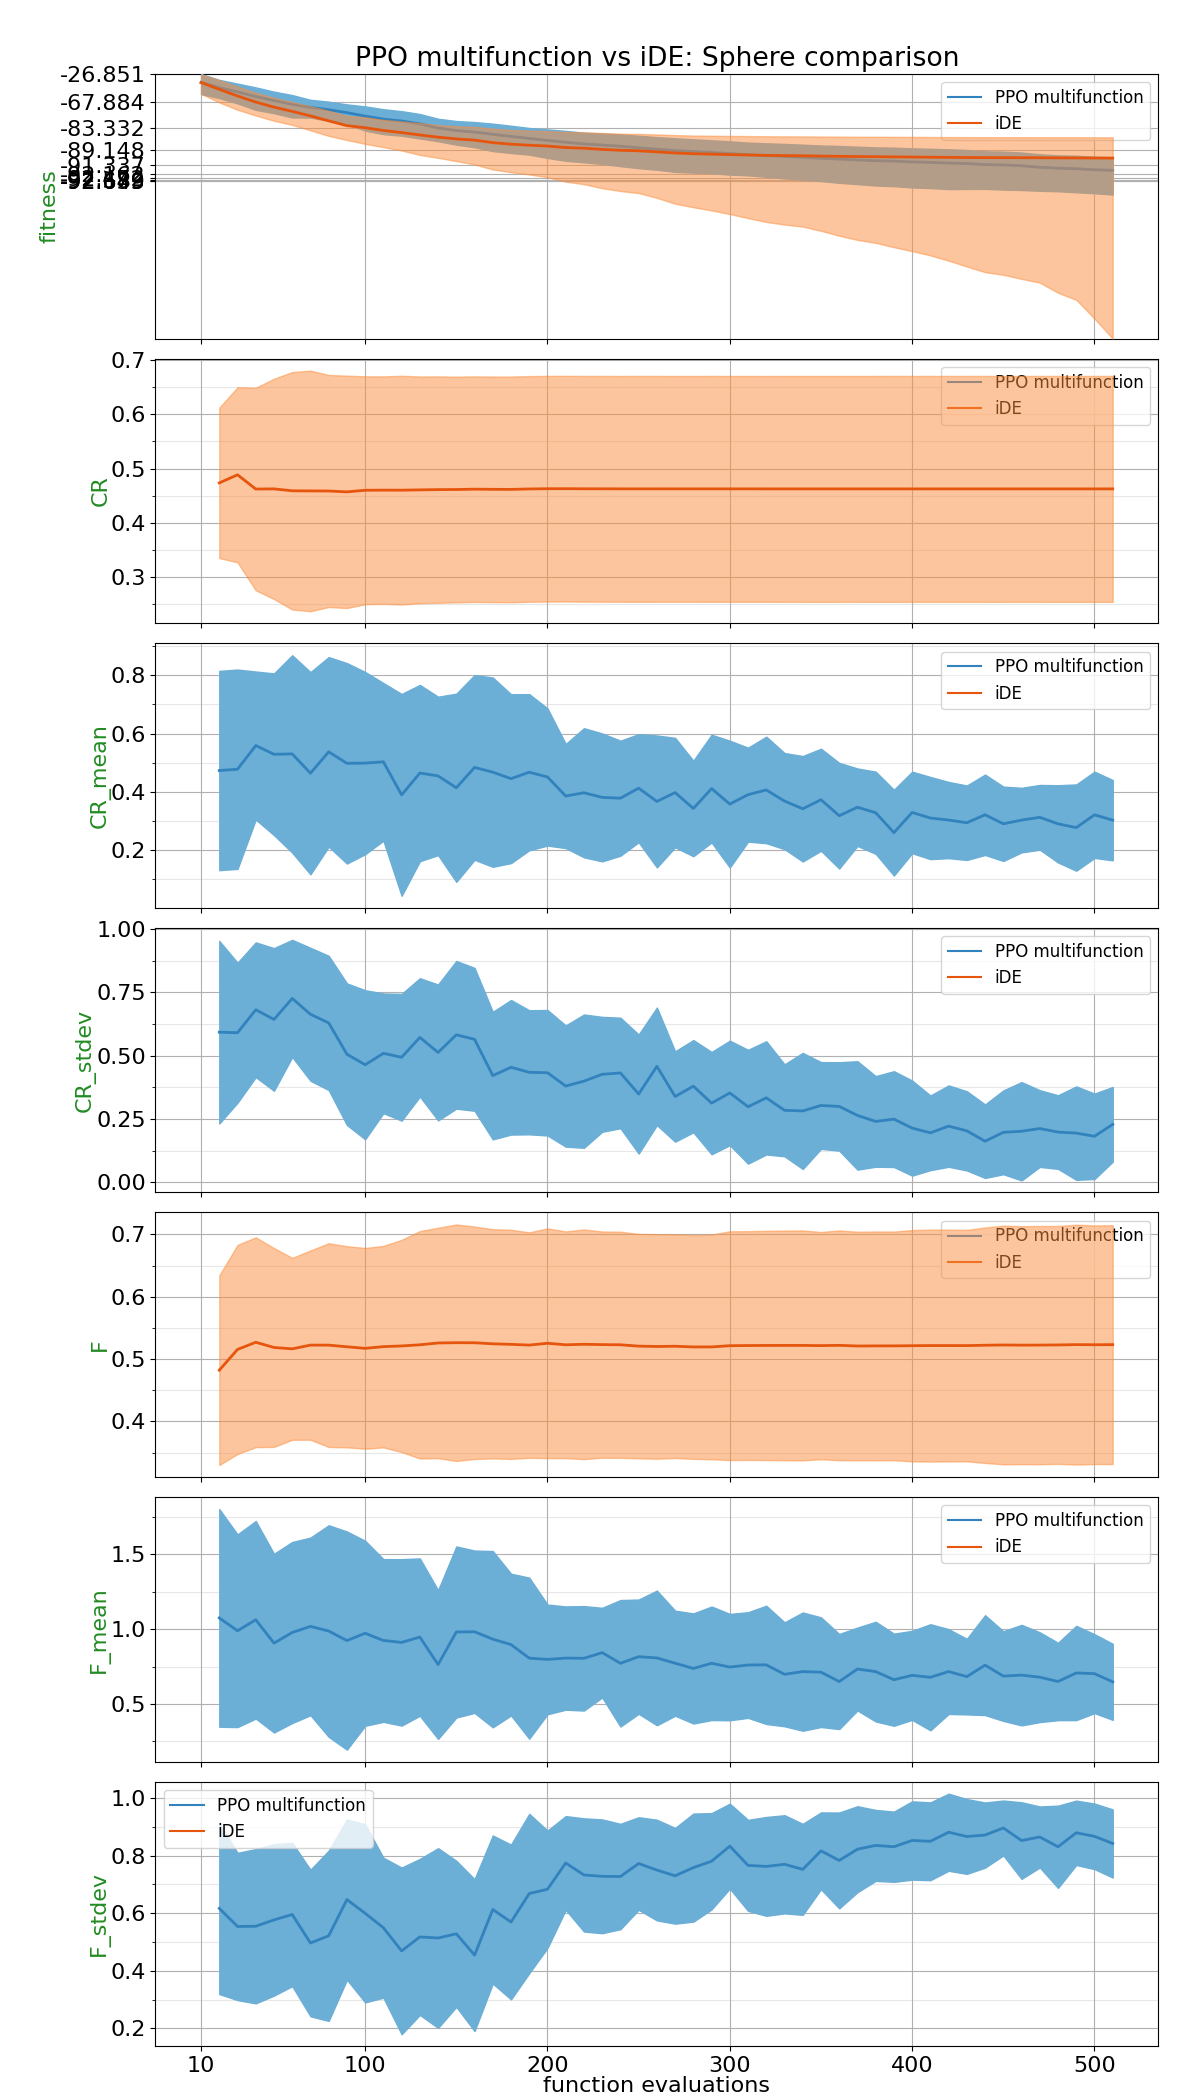 PPO multifunction vs iDE: Sphere comparison
-26.851
-67.884
-83.332
-89.148
-91.337
fitness
PPO multifunction
iDE
0.7
0.6
0.5
0.4
0.3
CR
PPO multifunction
iDE
0.8
0.6
0.4
0.2
CR_mean
PPO multifunction
iDE
1.00
0.75
0.50
0.25
0.00
CR_stdev
PPO multifunction
iDE
0.7
0.6
0.5
0.4
F
PPO multifunction
iDE
1.5
1.0
0.5
F_mean
PPO multifunction
iDE
1.0
0.8
0.6
0.4
0.2
F_stdev
PPO multifunction
iDE
10 100 200 300 400 500
function evaluations